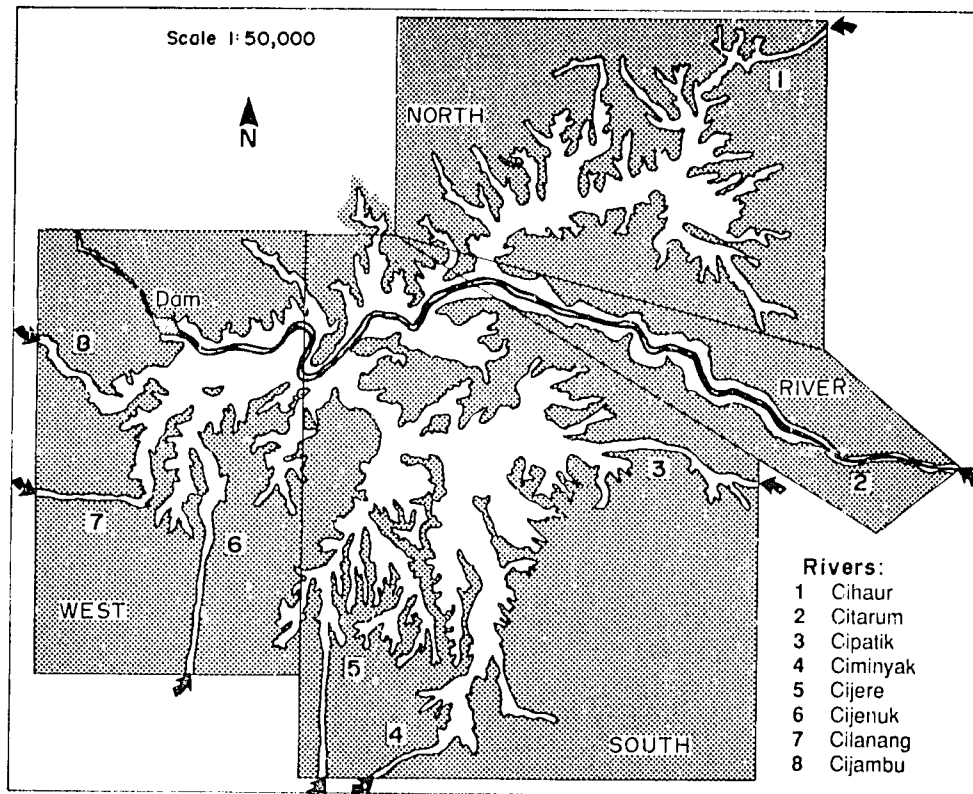 Scale 1:50,000
1
NORTH
N
Dam
8
RIVER
3
2
7
6
WEST
5
4
SOUTH
Rivers:
1 Cihaur
2 Citarum
3 Cipatik
4 Ciminyak
5 Cijere
6 Cijenuk
7 Cilanang
8 Cijambu